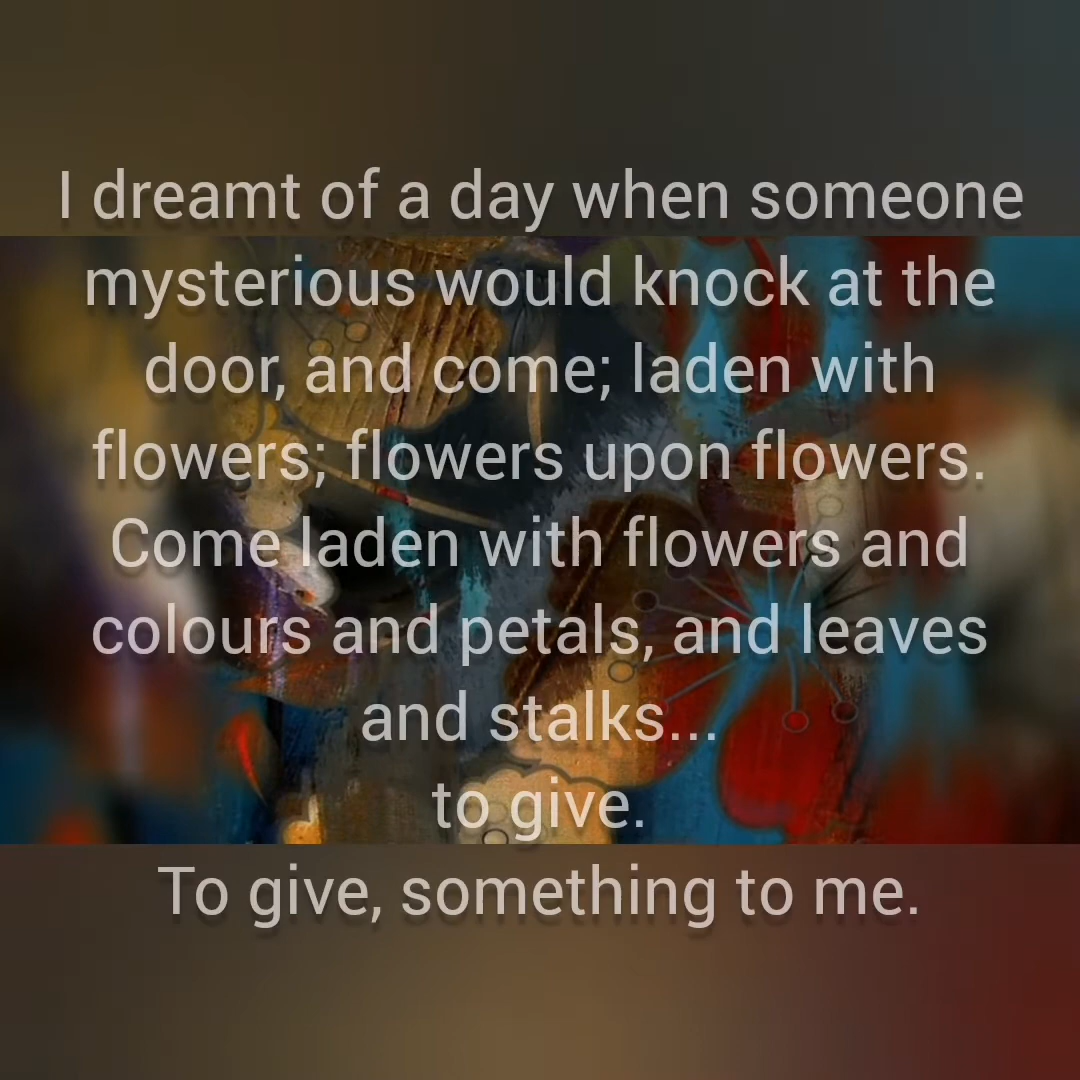 I dreamt of a day when someone
mysterious would knock at the
door, and come; laden with
flowers; flowers upon flowers.
Come laden with flowers and
colours and petals, and leaves
and stalks...
to give.
To give, something to me.